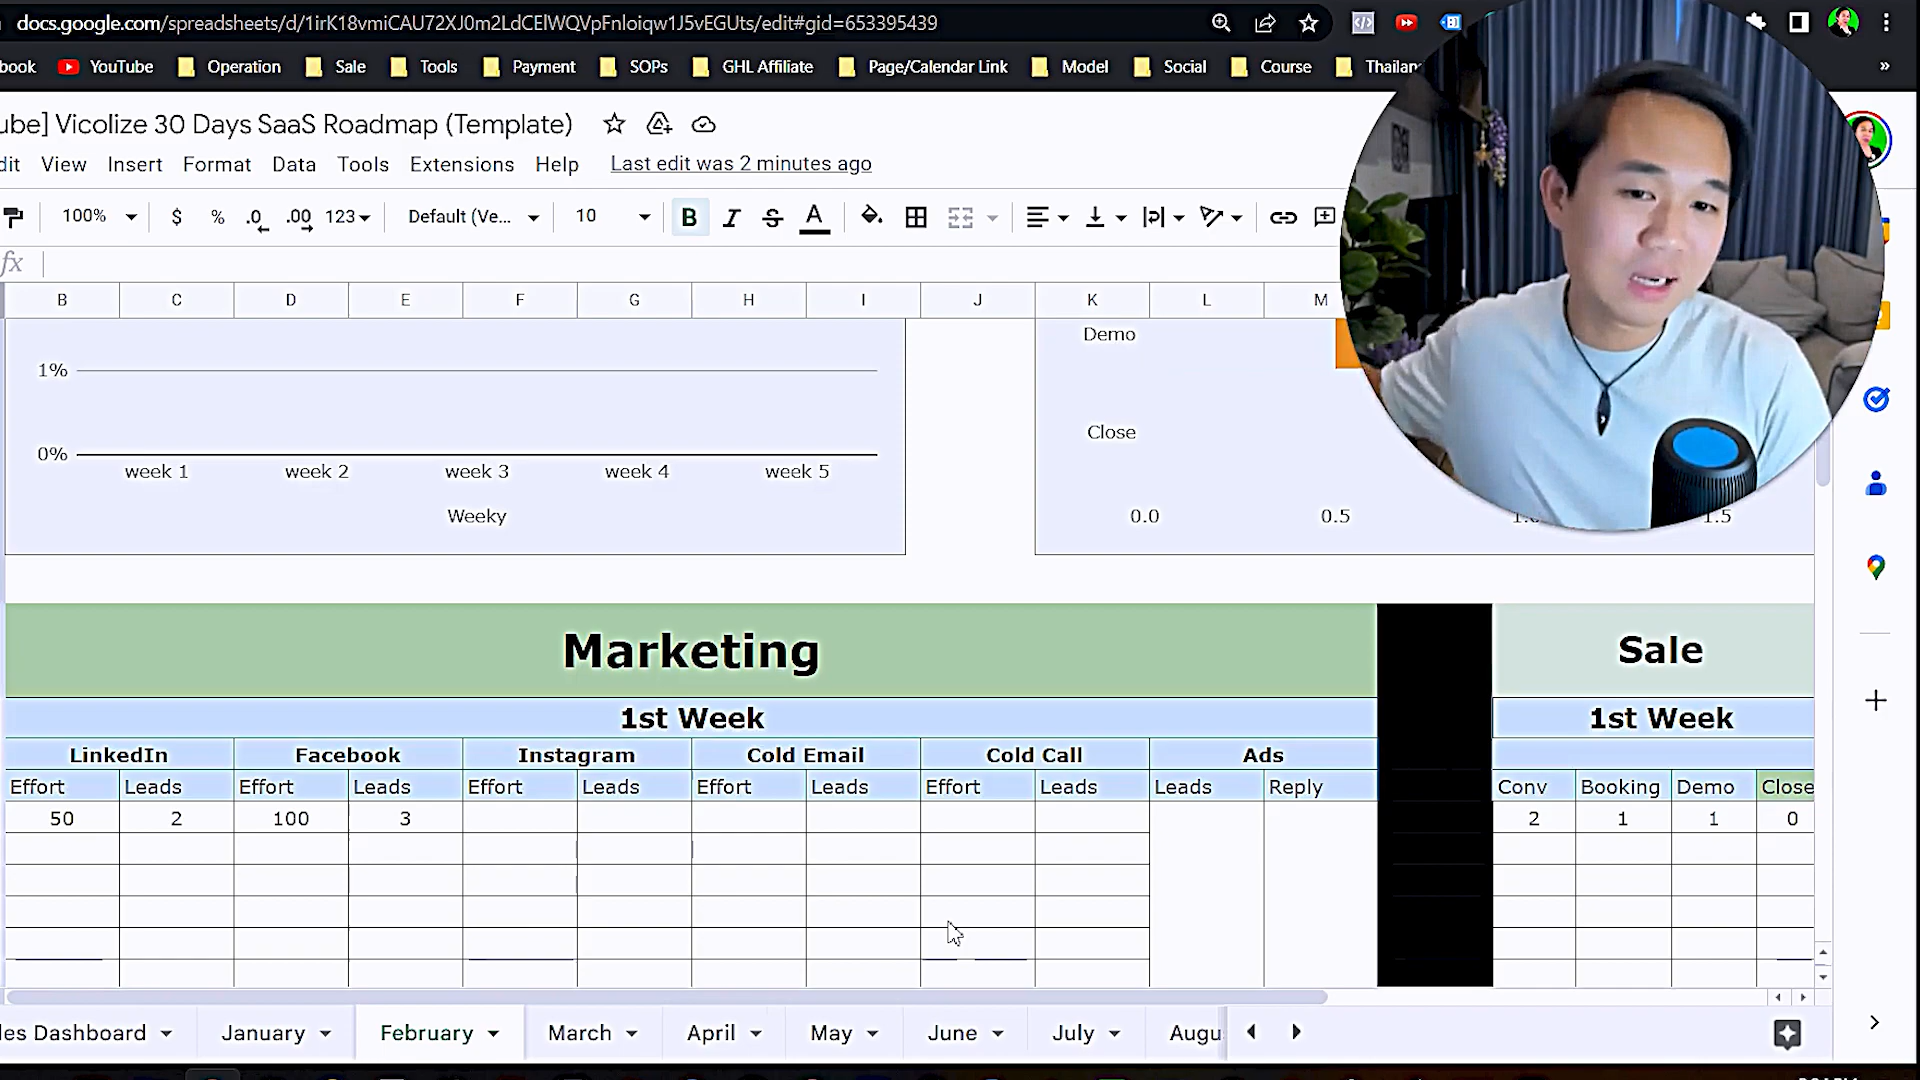 docs.google.com/spreadsheets/d/1irK18vmiCAU72XJ0m2LdCElWQVpFnloiqw1J5vEGUts/edit#gid=653395439
book YouTube Operation Sale Tools Payment SOPs GHL Affiliate Page/Calendar Link Model Social Course Thailan »
ube] Vicolize 30 Days SaaS Roadmap (Template)
dit View Insert Format Data Tools Extensions Help Last edit was 2 minutes ago
100% $ % .0 .00 123 Default (Ve... 10 B I S A
fx
B C D E F G H I J K L M
Demo
1%
Close
0%
week 1 week 2 week 3 week 4 week 5
Weeky
0.0 0.5 1.5
Marketing Sale
1st Week 1st Week
LinkedIn Facebook Instagram Cold Email Cold Call Ads
Effort Leads Effort Leads Effort Leads Effort Leads Effort Leads Leads Reply Conv Booking Demo Close
50 2 100 3 2 1 1 0
les Dashboard January February March April May June July Augu